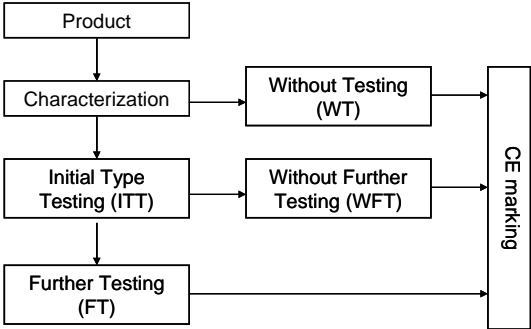 Product
Characterization
Without Testing
(WT)
Initial Type
Testing (ITT)
Without Further
Testing (WFT)
Further Testing
(FT)
CE marking